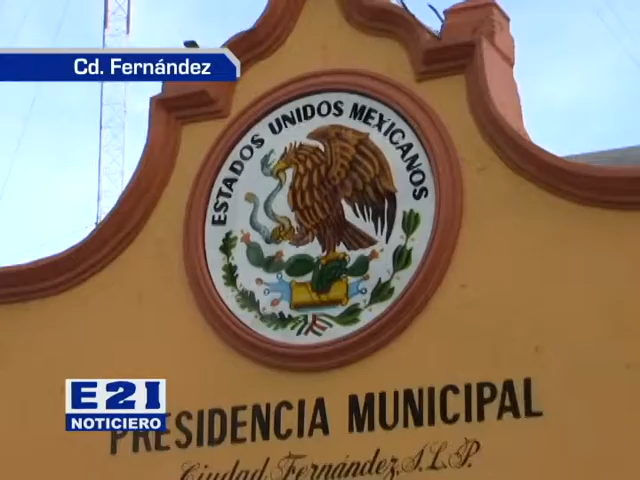 Cd. Fernández
ESTADOS UNIDOS MEXICANOS
E21
NOTICIERO
PRESIDENCIA MUNICIPAL
Ciudad Fernández, S.L.P.